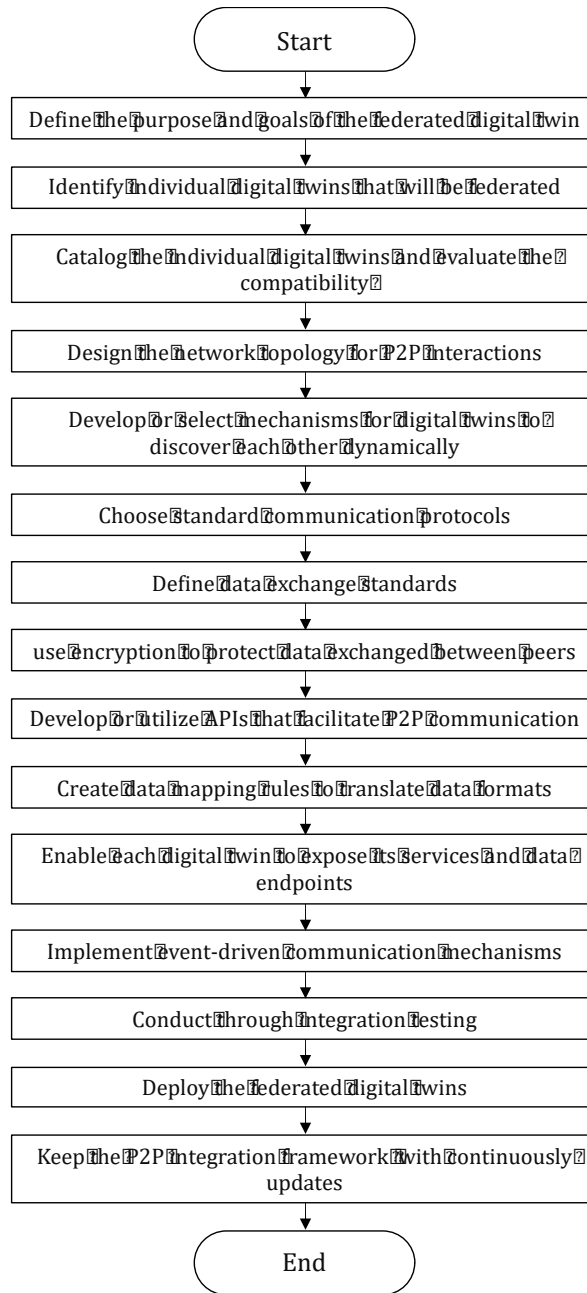 Start
Define the purpose and goals of the federated digital twin
Identify individual digital twins that will be federated
Catalog the individual digital twins and evaluate the
compatibility
Design the network topology for P2P interactions
Develop or select mechanisms for digital twins to
discover each other dynamically
Choose standard communication protocols
Define data exchange standards
use encryption to protect data exchanged between peers
Develop or utilize APIs that facilitate P2P communication
Create data mapping rules to translate data formats
Enable each digital twin to expose its services and data
endpoints
Implement event-driven communication mechanisms
Conduct through integration testing
Deploy the federated digital twins
Keep the P2P integration framework with continuously
updates
End